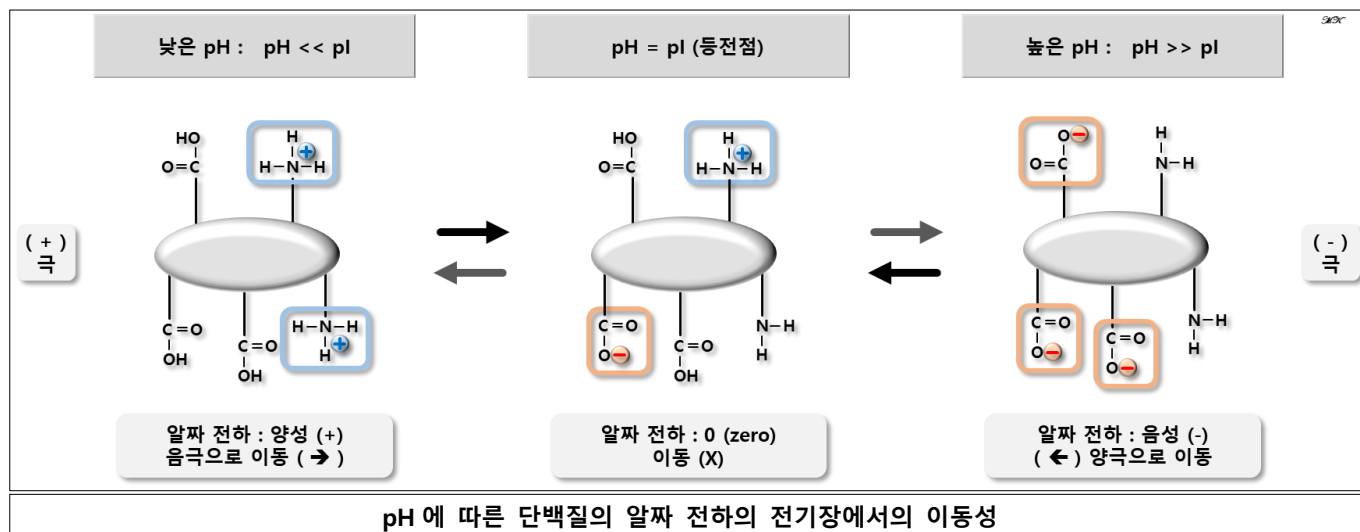 낮은 pH : pH << pI
pH = pI (등전점)
높은 pH : pH >> pI
( + )
극
( - )
극
HO
O=C
H
H-N-H
C=O
OH
C=O
OH
H-N-H
H
HO
O=C
H
H-N-H
C=O
O
C=O
OH
N-H
H
O
O=C
H
N-H
C=O
O
C=O
O
N-H
H
알짜 전하 : 양성 (+)
음극으로 이동 ( → )
알짜 전하 : 0 (zero)
이동 (X)
알짜 전하 : 음성 (-)
( ← ) 양극으로 이동
pH 에 따른 단백질의 알짜 전하의 전기장에서의 이동성